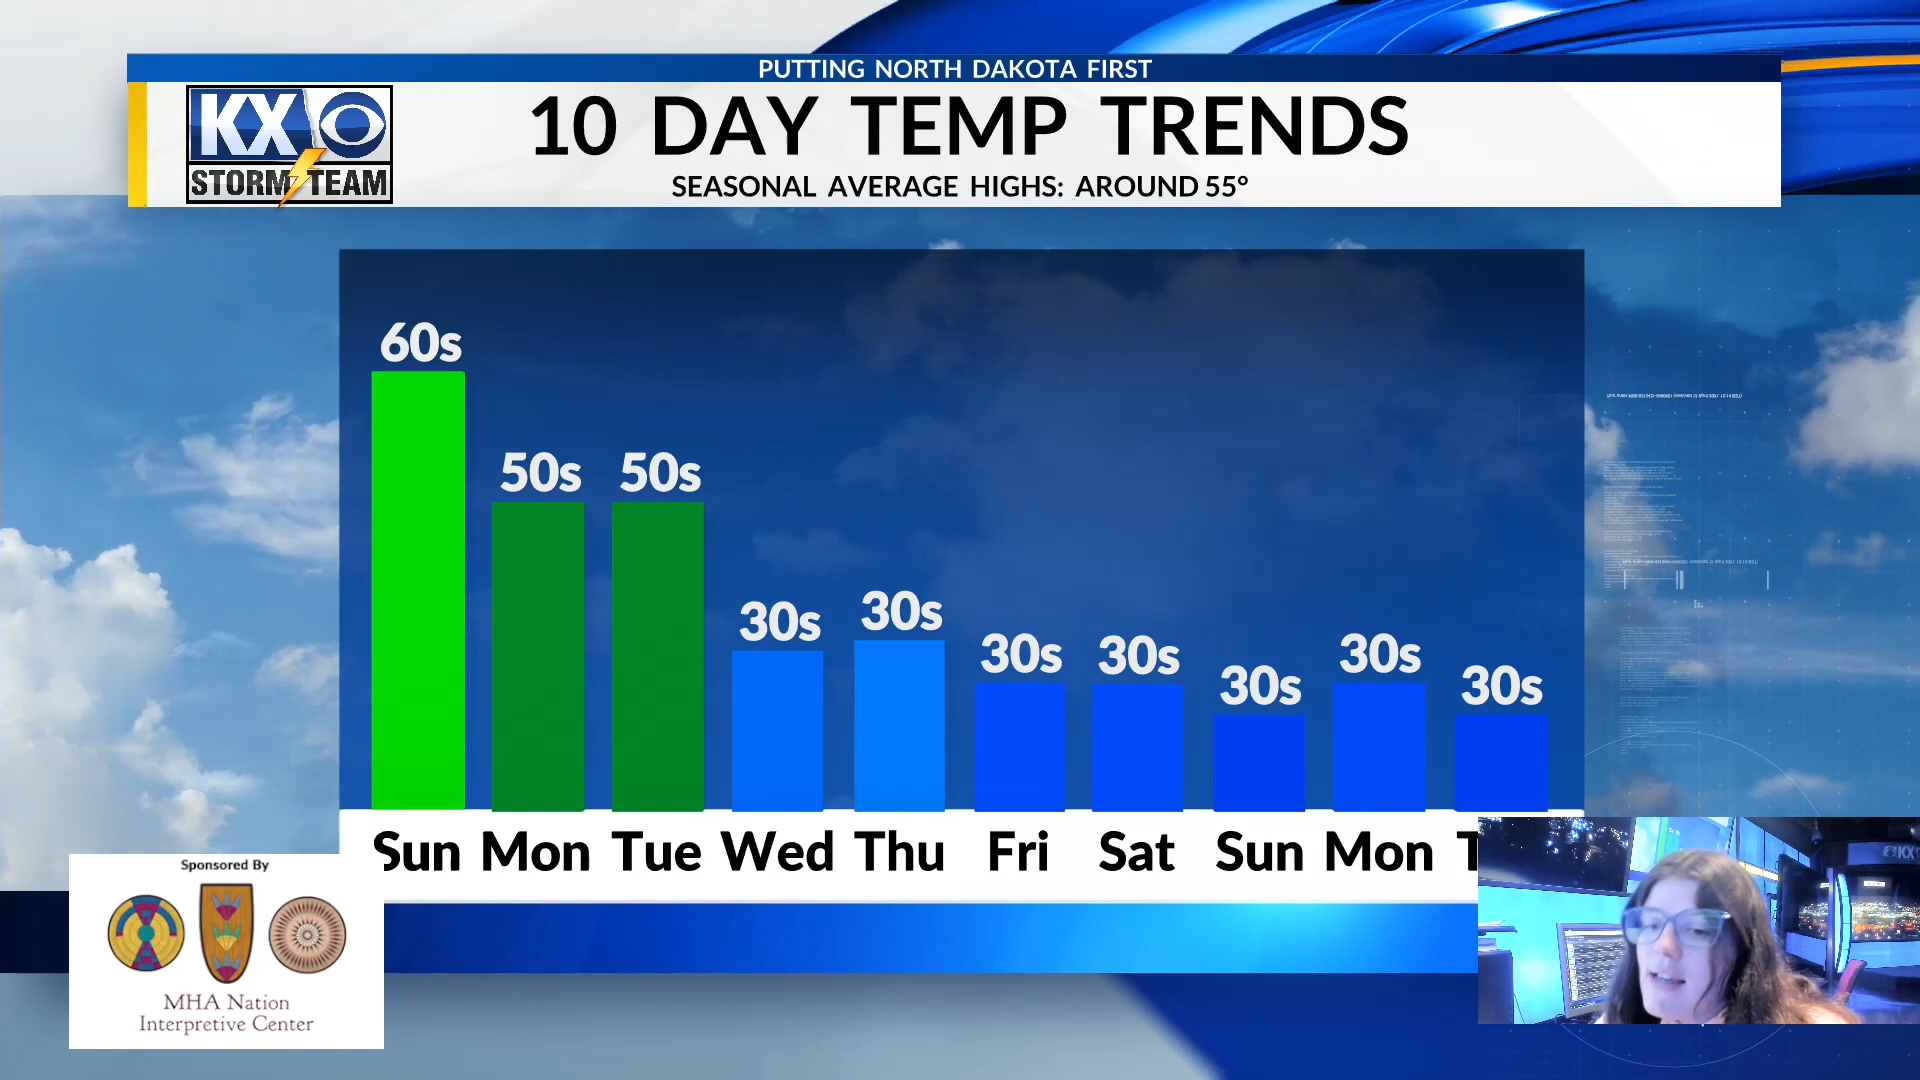 PUTTING NORTH DAKOTA FIRST
KX
STORM TEAM
10 DAY TEMP TRENDS
SEASONAL AVERAGE HIGHS: AROUND 55°
60s
50s
50s
30s
30s
30s
30s
30s
30s
30s
Sun Mon Tue Wed Thu Fri Sat Sun Mon T
Sponsored By
MHA Nation
Interpretive Center
KX